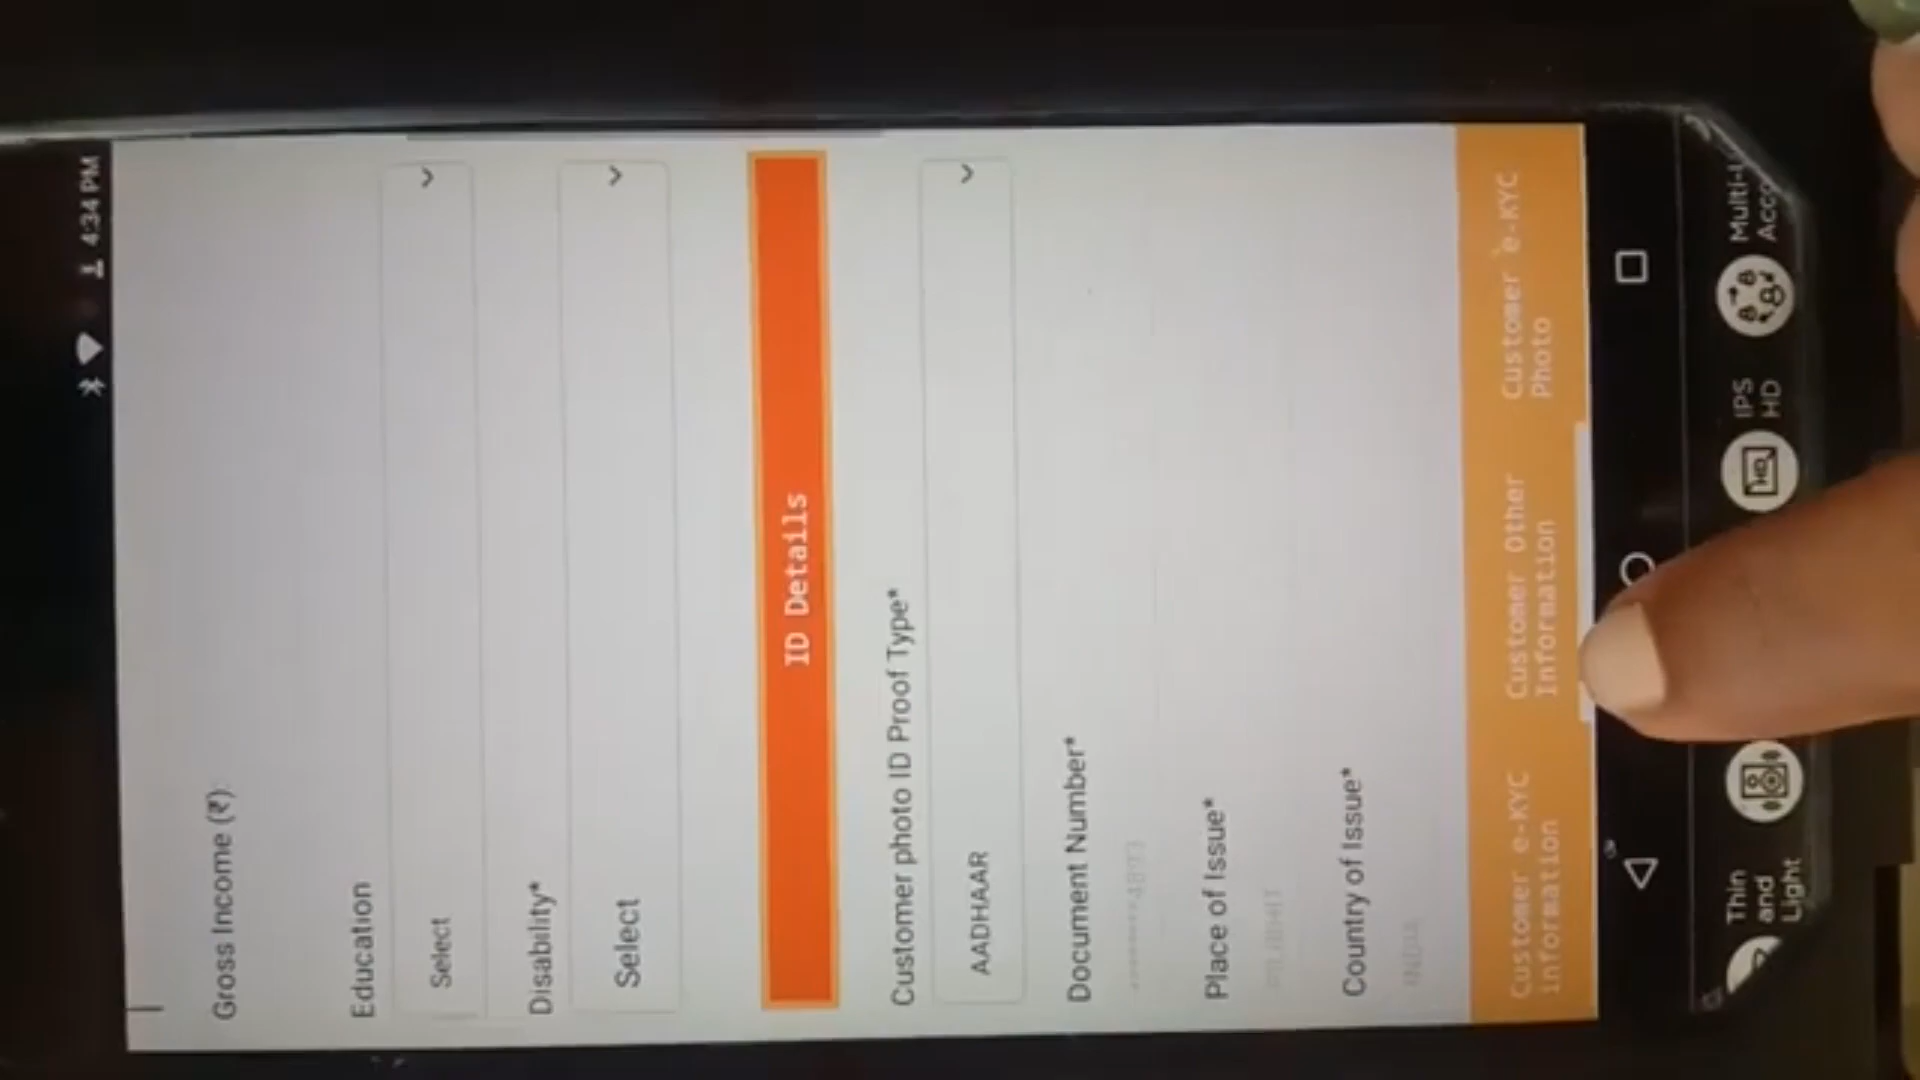 4:34 PM
Gross Income (₹)
Education
Select
Disability*
Select
ID Details
Customer photo ID Proof Type*
AADHAAR
Document Number*
Place of Issue*
Country of Issue*
INDIA
Customer e-KYC
information
Customer Other
Information
Customer e-KYC
Photo
Thin
and
Light
IPS
HD